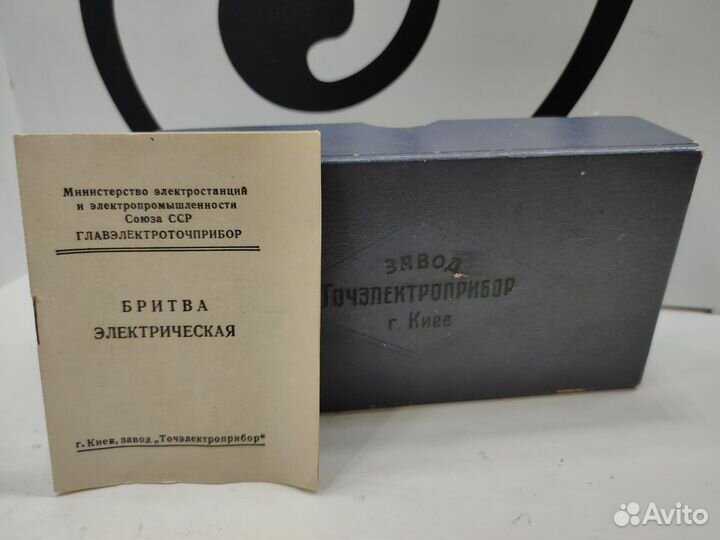 Министерство электростанций
и электропромышленности
Союза ССР
ГЛАВЭЛЕКТРОТОЧПРИБОР
БРИТВА
ЭЛЕКТРИЧЕСКАЯ
г. Киев, завод „Точэлектроприбор"
ЗАВОД
ТОЧЭЛЕКТРОПРИБОР
г. Киев
Avito